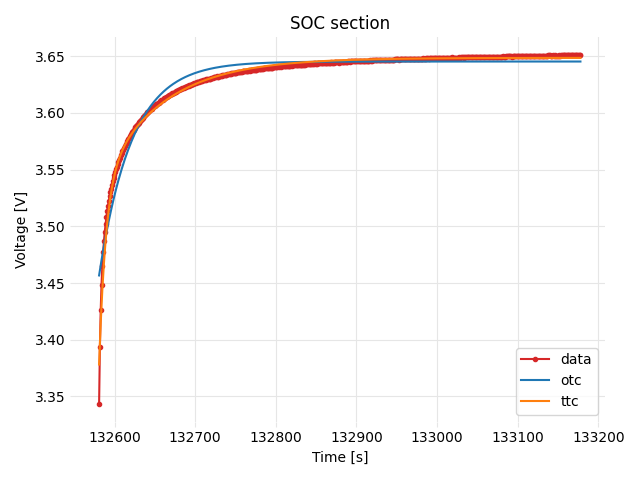 SOC section
3.65
3.60
3.55
3.50
3.45
3.40
3.35
Voltage [V]
data
otc
ttc
132600 132700 132800 132900 133000 133100 133200
Time [s]